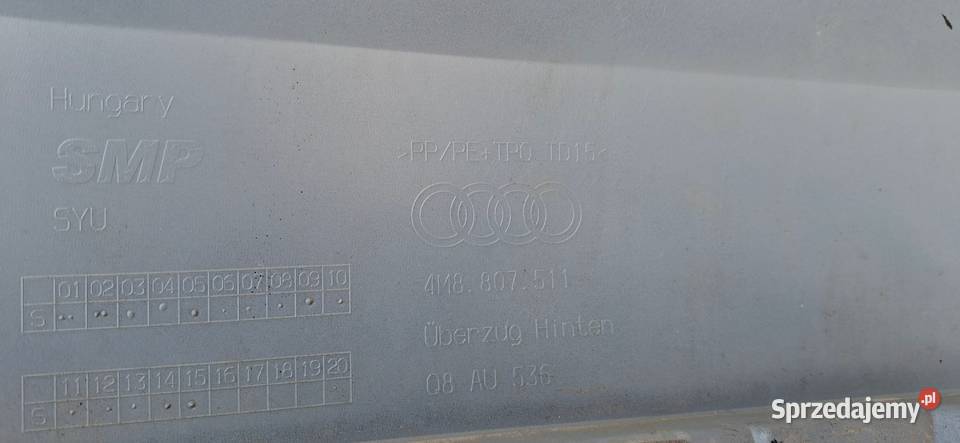 Hungary
SMP
SYU
>PP/PE+TPO TD15<
4M8.807.511
Überzug Hinten
Q8 AU 536
01 02 03 04 05 06 07 08 09 10
S
11 12 13 14 15 16 17 18 19 20
S
Sprzedajemy.pl